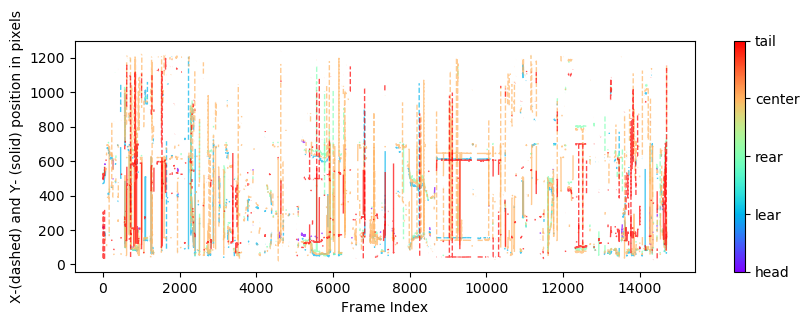 X-(dashed) and Y- (solid) position in pixels
1200
1000
800
600
400
200
0
0 2000 4000 6000 8000 10000 12000 14000
Frame Index
tail
center
rear
lear
head